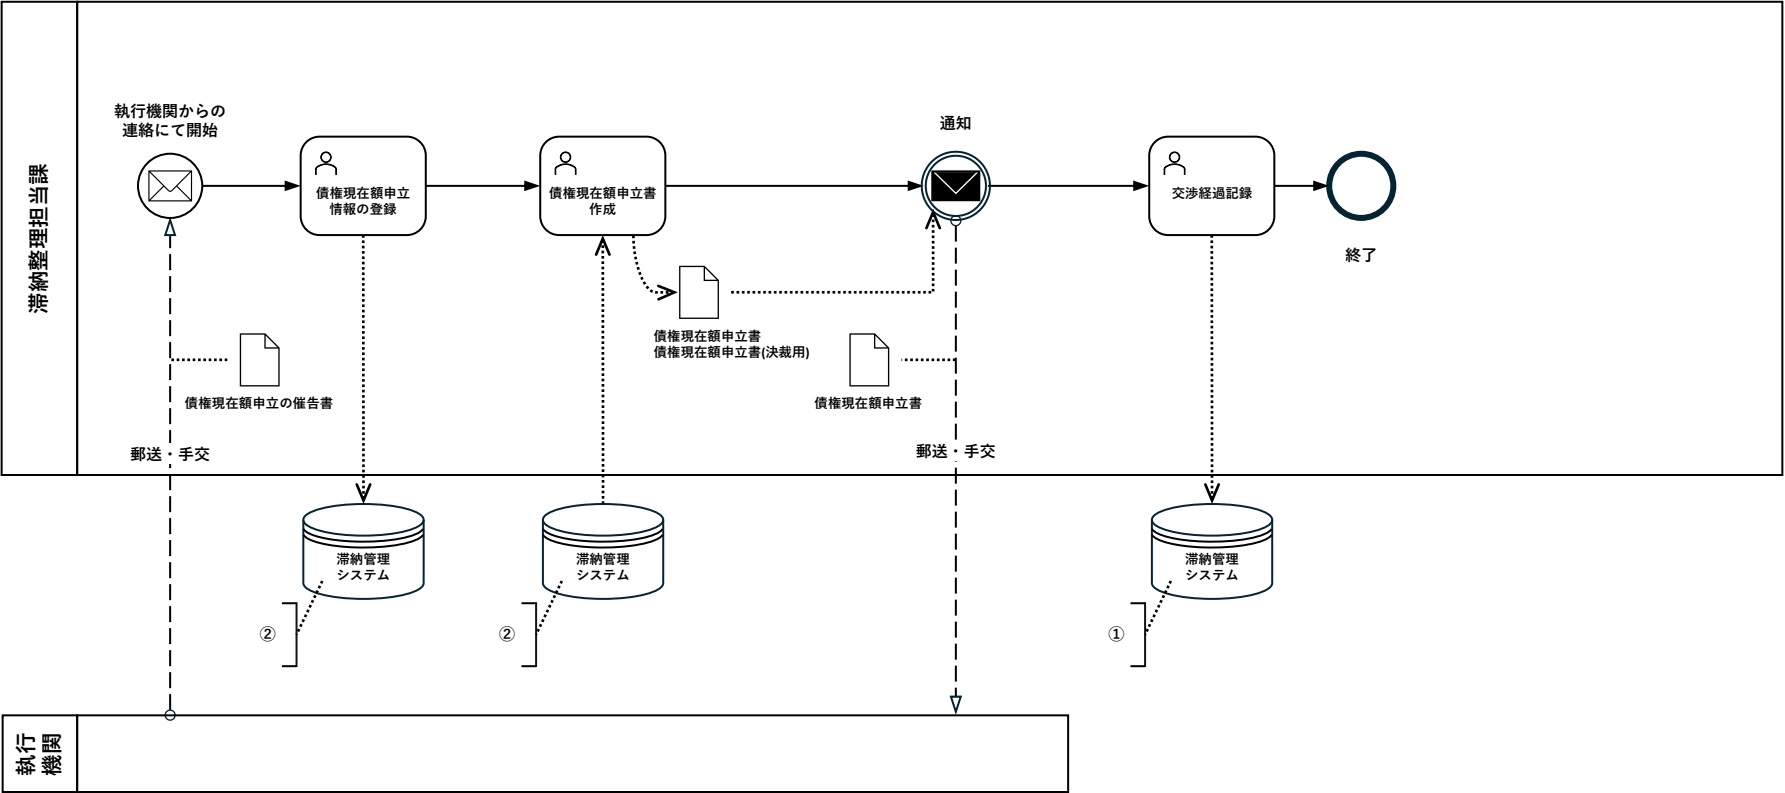 滞納整理担当課
執行機関からの
連絡にて開始
債権現在額申立
情報の登録
債権現在額申立書
作成
通知
交渉経過記録
終了
債権現在額申立書
債権現在額申立書(決裁用)
債権現在額申立の催告書
債権現在額申立書
郵送・手交
郵送・手交
滞納管理
システム
滞納管理
システム
滞納管理
システム
②
②
①
執行
機関